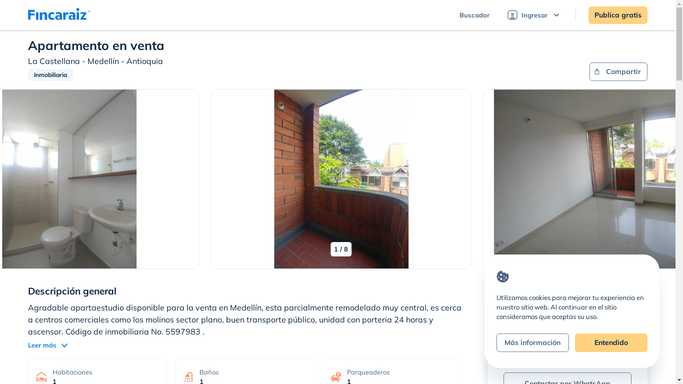 Fincaraiz
Buscador
Ingresar
Publica gratis
Apartamento en venta
La Castellana - Medellín - Antioquia
Inmobiliaria
Compartir
1 / 8
Descripción general
Agradable apartaestudio disponible para la venta en Medellín, esta parcialmente remodelado muy central, es cerca
a centros comerciales como los molinos sector plano, buen transporte público, unidad con porteria 24 horas y
ascensor. Código de inmobiliaria No. 5597983 .
Leer más
Habitaciones
1
Baños
1
Parqueaderos
1
Utilizamos cookies para mejorar tu experiencia en
nuestro sitio web. Al continuar en el sitio
consideramos que aceptas su uso.
Más información
Entendido
Contactar por WhatsApp